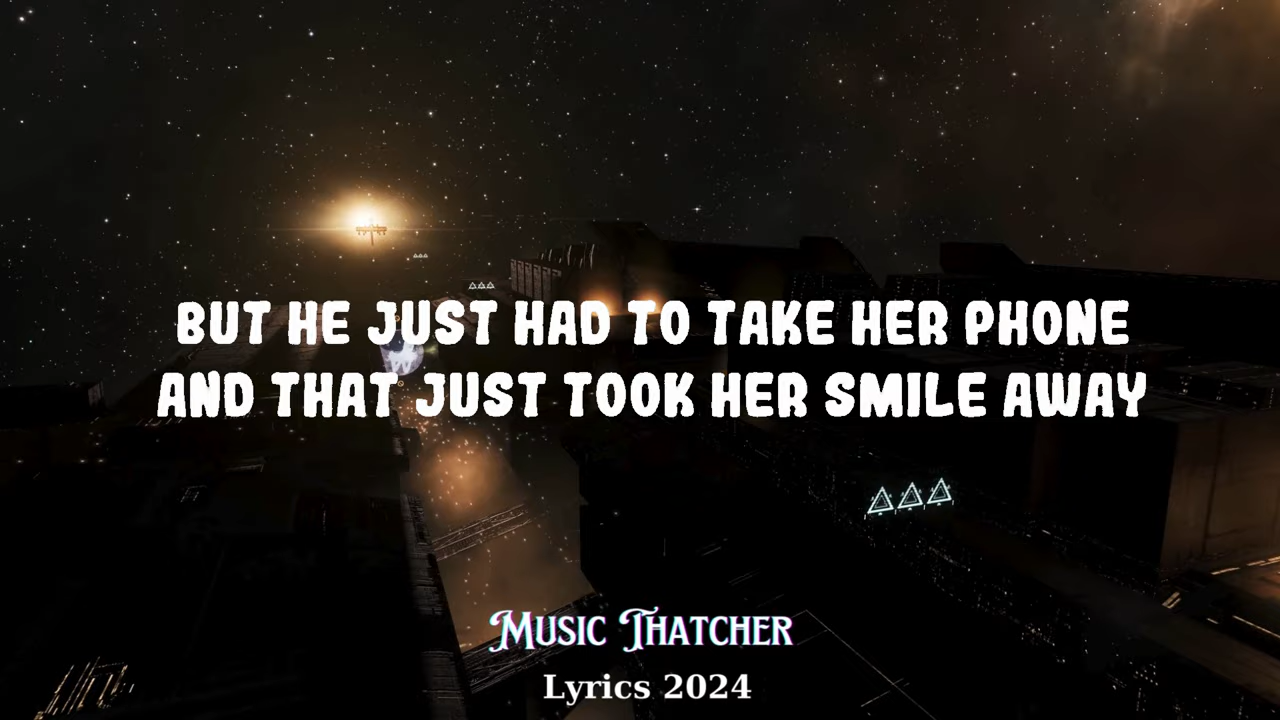 BUT HE JUST HAD TO TAKE HER PHONE
AND THAT JUST TOOK HER SMILE AWAY
MUSIC THATCHER
Lyrics 2024